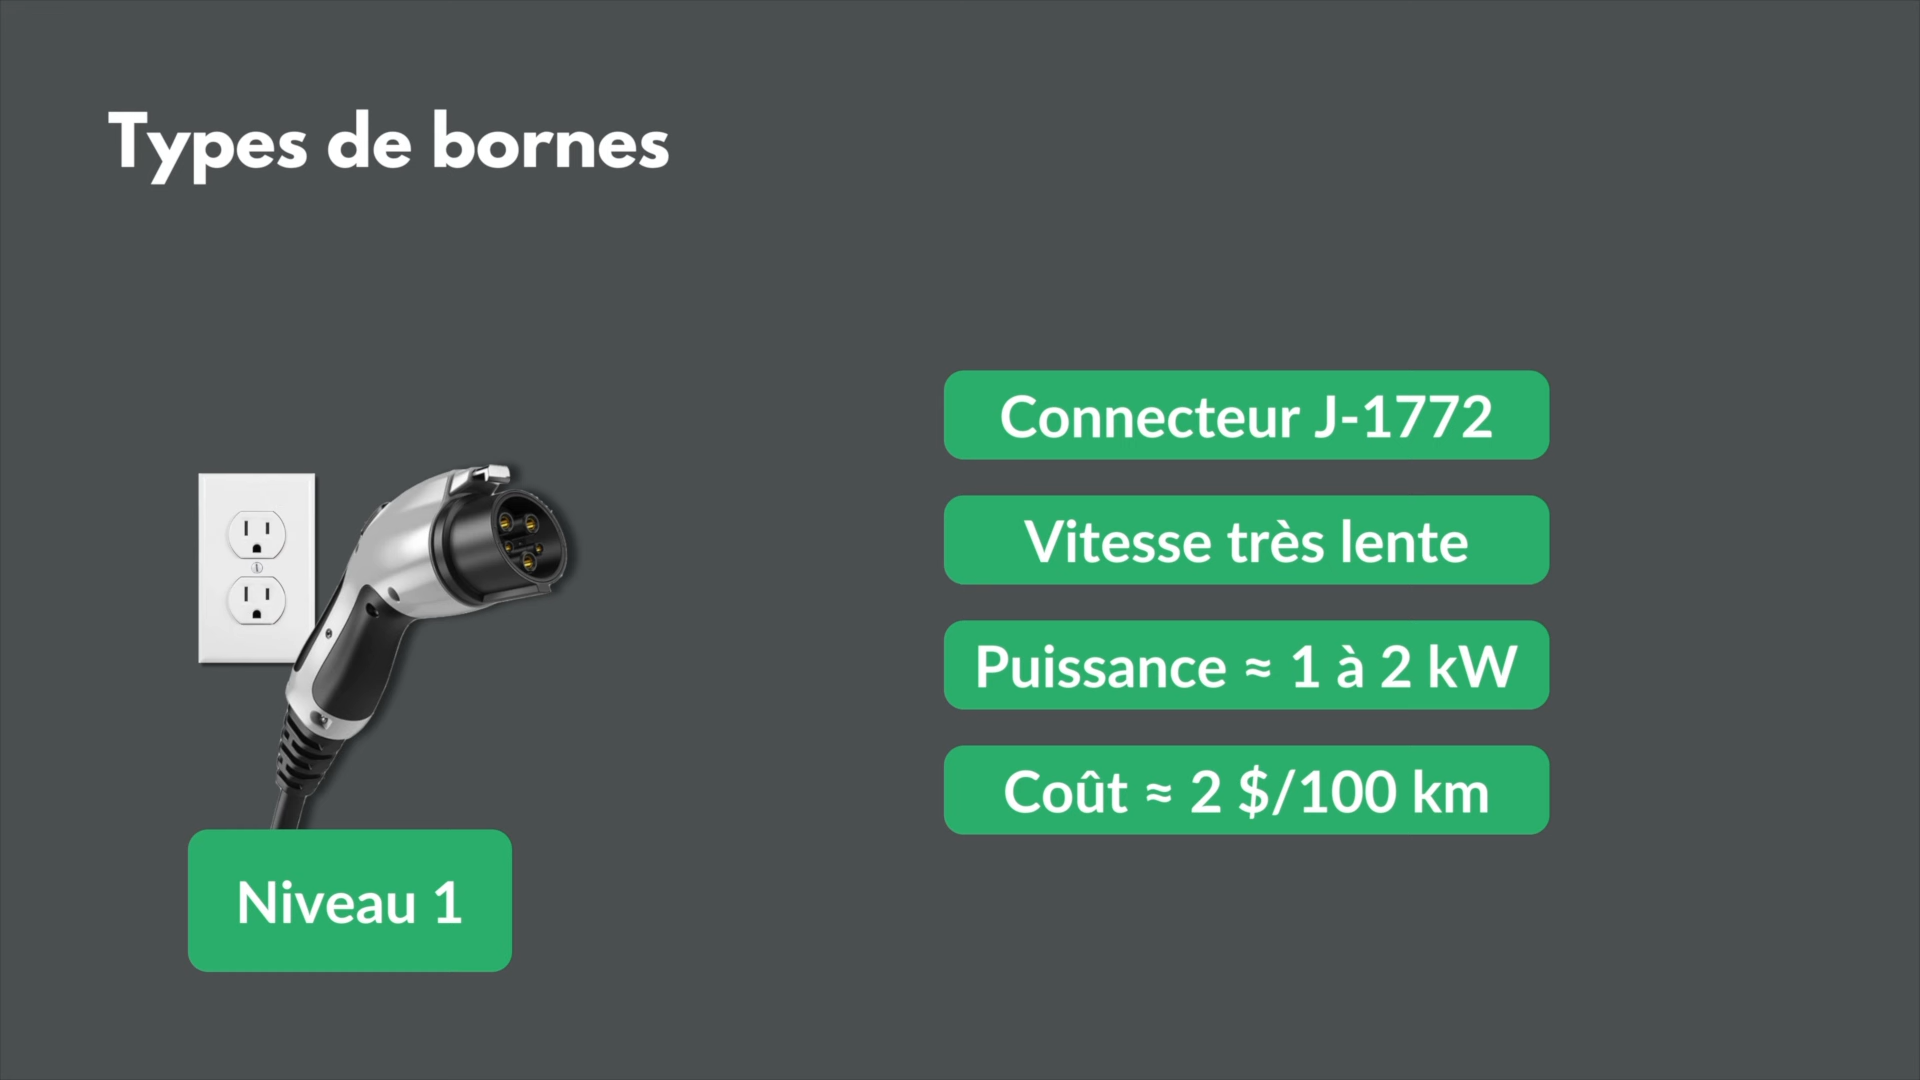 Types de bornes
Connecteur J-1772
Vitesse très lente
Puissance ≈ 1 à 2 kW
Coût ≈ 2 $/100 km
Niveau 1